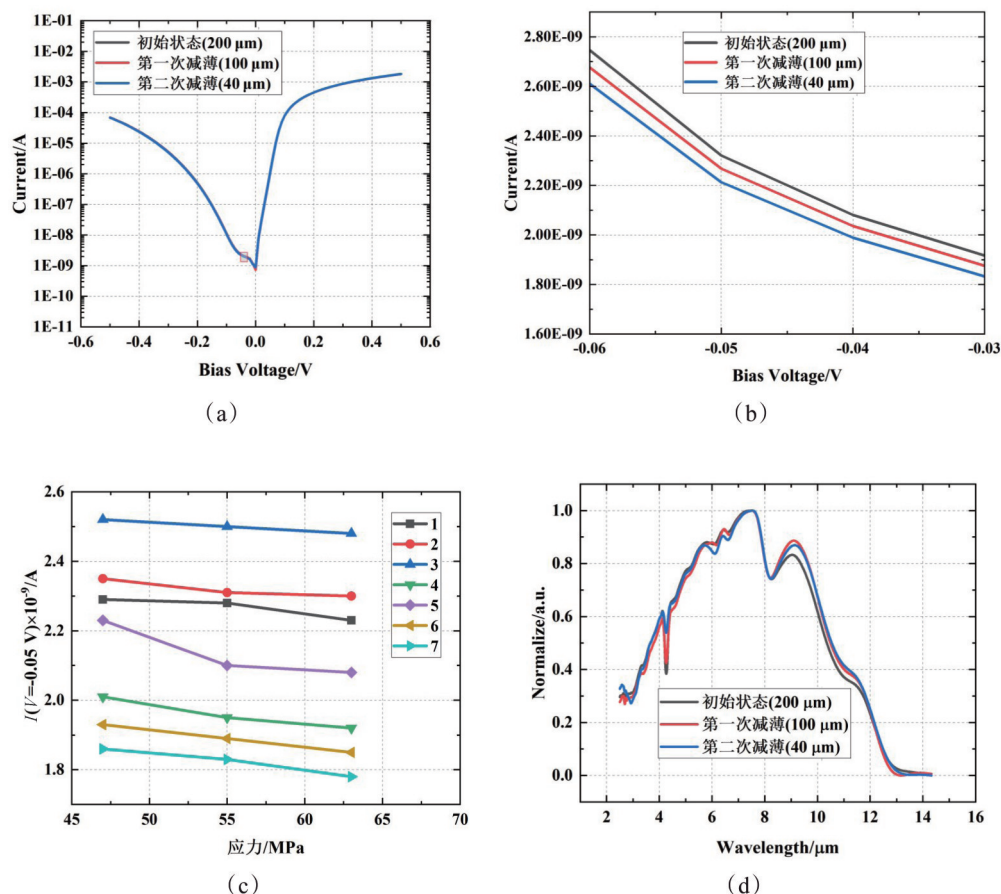 1E-01
1E-02
1E-03
1E-04
1E-05
1E-06
1E-07
1E-08
1E-09
1E-10
1E-11
Current/A
初始状态(200 μm)
第一次减薄(100 μm)
第二次减薄(40 μm)
-0.6 -0.4 -0.2 0.0 0.2 0.4 0.6
Bias Voltage/V
(a)
2.80E-09
2.60E-09
2.40E-09
2.20E-09
2.00E-09
1.80E-09
1.60E-09
Current/A
初始状态(200 μm)
第一次减薄(100 μm)
第二次减薄(40 μm)
-0.06 -0.05 -0.04 -0.03
Bias Voltage/V
(b)
2.6
2.4
2.2
2.0
1.8
I(V=-0.05 V)×10⁻⁹/A
1
2
3
4
5
6
7
45 50 55 60 65 70
应力/MPa
(c)
1.0
0.8
0.6
0.4
0.2
0.0
Normalize/a.u.
初始状态(200 μm)
第一次减薄(100 μm)
第二次减薄(40 μm)
2 4 6 8 10 12 14 16
Wavelength/μm
(d)